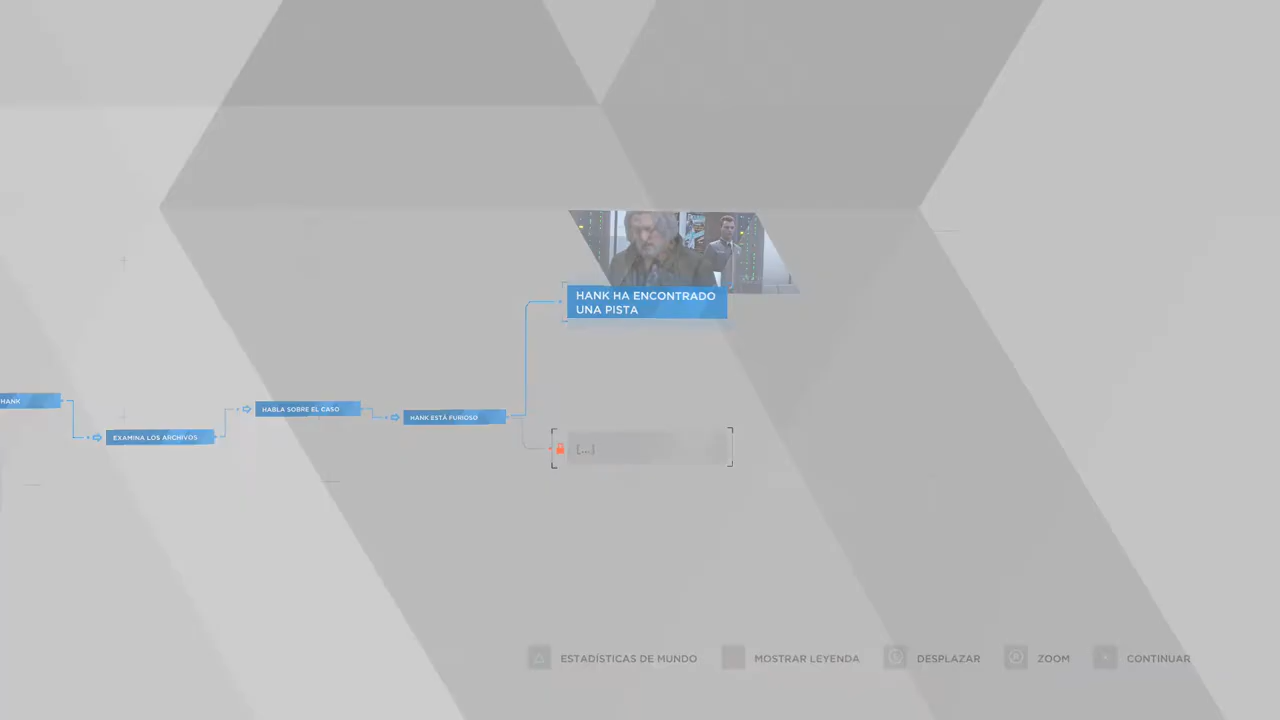 HANK HA ENCONTRADO
UNA PISTA
HANK
EXAMINA LOS ARCHIVOS
HABLA SOBRE EL CASO
HANK ESTÁ FURIOSO
[...]
ESTADÍSTICAS DE MUNDO
MOSTRAR LEYENDA
DESPLAZAR
ZOOM
CONTINUAR